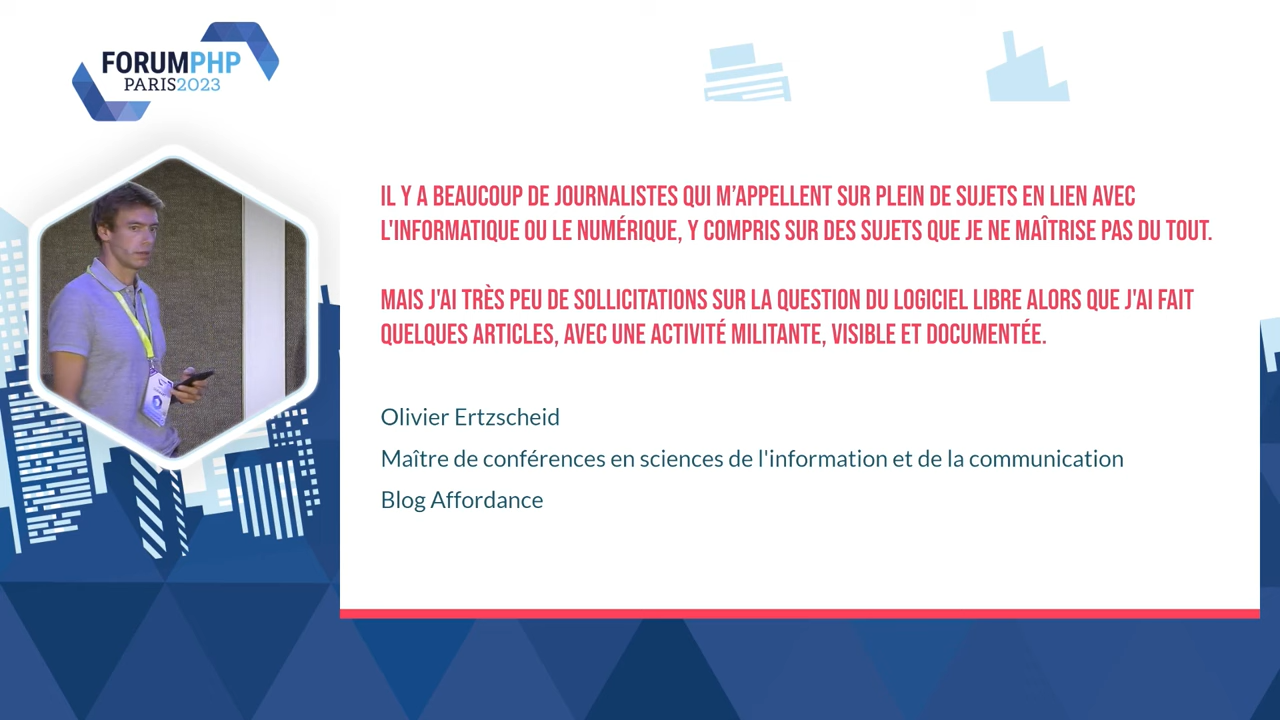 FORUMPHP
PARIS2023
IL Y A BEAUCOUP DE JOURNALISTES QUI M’APPELLENT SUR PLEIN DE SUJETS EN LIEN AVEC
L'INFORMATIQUE OU LE NUMÉRIQUE, Y COMPRIS SUR DES SUJETS QUE JE NE MAÎTRISE PAS DU TOUT.
MAIS J'AI TRÈS PEU DE SOLLICITATIONS SUR LA QUESTION DU LOGICIEL LIBRE ALORS QUE J'AI FAIT
QUELQUES ARTICLES, AVEC UNE ACTIVITÉ MILITANTE, VISIBLE ET DOCUMENTÉE.
Olivier Ertzscheid
Maître de conférences en sciences de l'information et de la communication
Blog Affordance